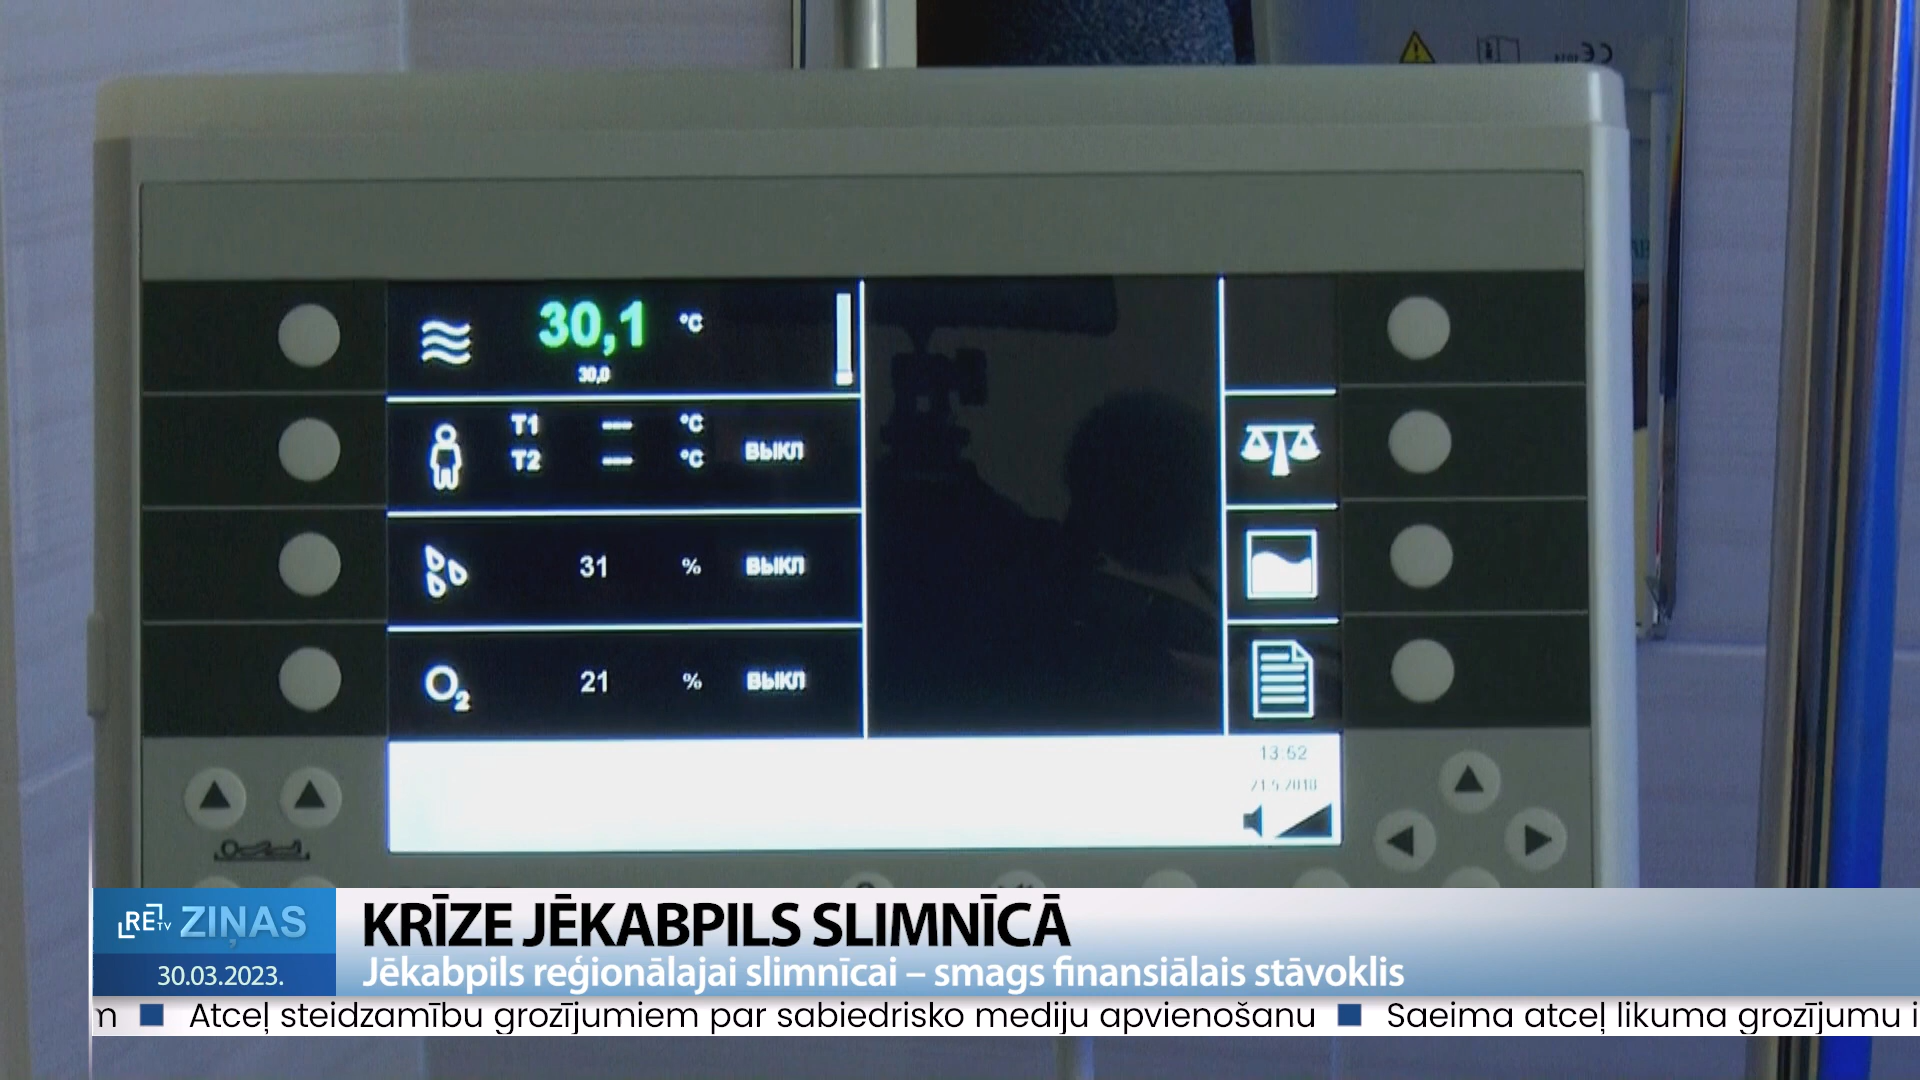 30,1 °C
30,0
T1 --- °C
T2 --- °C ВЫКЛ
31 % ВЫКЛ
O2 21 % ВЫКЛ
13:52
RE TV ZIŅAS
30.03.2023.
KRĪZE JĒKABPILS SLIMNĪCĀ
Jēkabpils reģionālajai slimnīcai – smags finansiālais stāvoklis
m ■ Atceļ steidzamību grozījumiem par sabiedrisko mediju apvienošanu ■ Saeima atceļ likuma grozījumu i